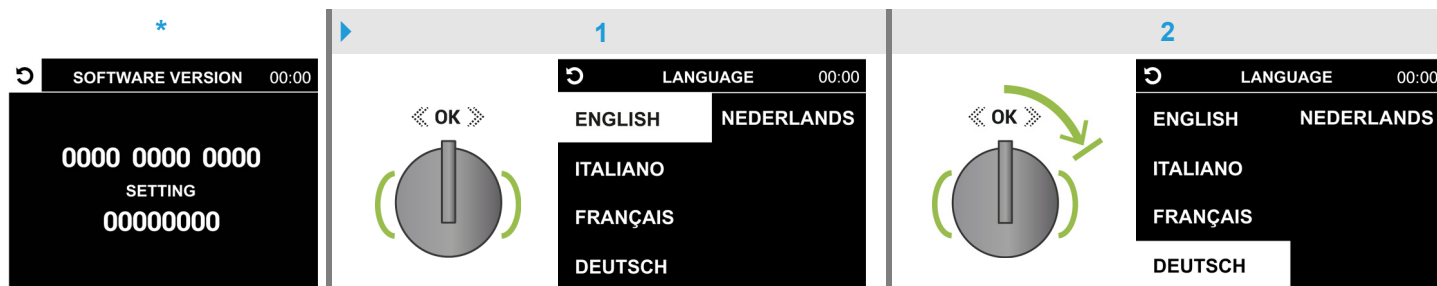 *
SOFTWARE VERSION 00:00
0000 0000 0000
SETTING
00000000
1
OK
LANGUAGE 00:00
ENGLISH NEDERLANDS
ITALIANO
FRANÇAIS
DEUTSCH
2
OK
LANGUAGE 00:00
ENGLISH NEDERLANDS
ITALIANO
FRANÇAIS
DEUTSCH